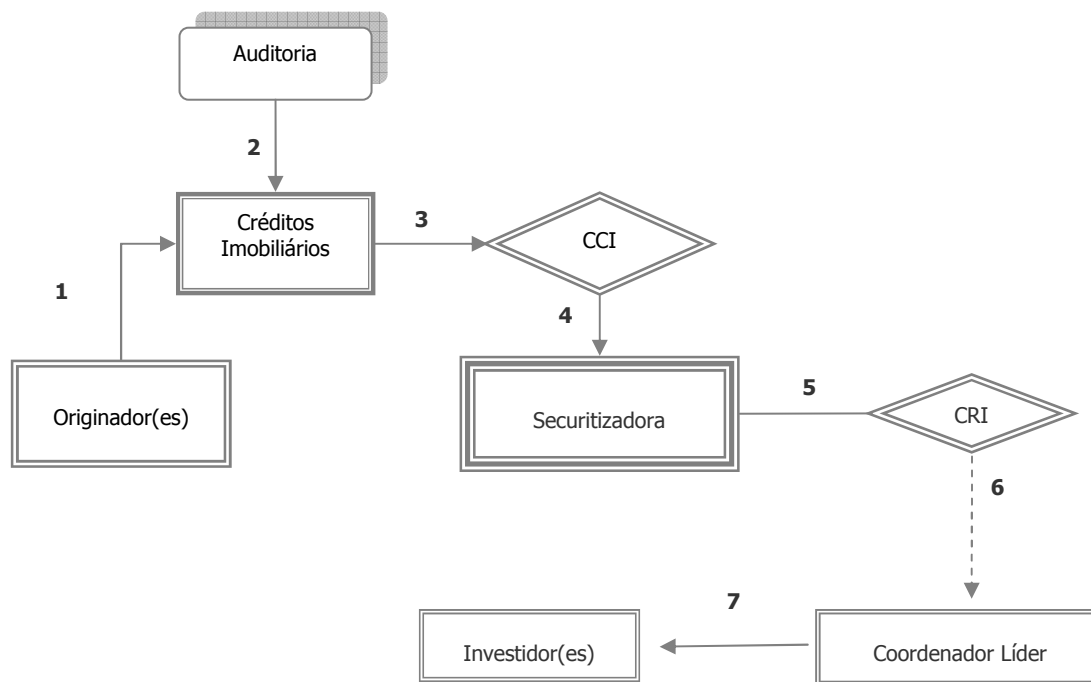 Auditoria
2
Créditos
Imobiliários
3
CCI
1
4
Originador(es)
Securitizadora
5
CRI
6
7
Investidor(es)
Coordenador Líder